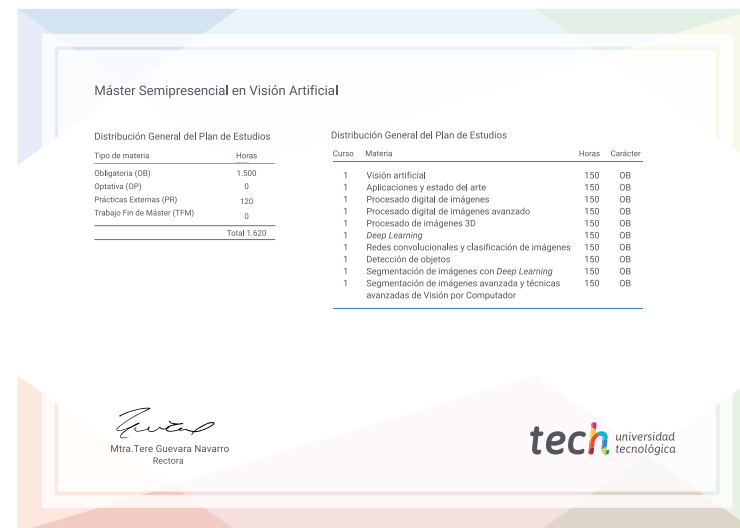 Máster Semipresencial en Visión Artificial
Distribución General del Plan de Estudios
Tipo de materia Horas
Obligatoria (OB) 1.500
Optativa (OP) 0
Prácticas Externas (PR) 120
Trabajo Fin de Máster (TFM) 0
Total 1.620
Distribución General del Plan de Estudios
Curso Materia Horas Carácter
1 Visión artificial 150 OB
1 Aplicaciones y estado del arte 150 OB
1 Procesado digital de imágenes 150 OB
1 Procesado digital de imágenes avanzado 150 OB
1 Procesado de imágenes 3D 150 OB
1 Deep Learning 150 OB
1 Redes convolucionales y clasificación de imágenes 150 OB
1 Detección de objetos 150 OB
1 Segmentación de imágenes con Deep Learning 150 OB
1 Segmentación de imágenes avanzada y técnicas 150 OB
avanzadas de Visión por Computador
Mtra.Tere Guevara Navarro
Rectora
tech universidad
tecnológica